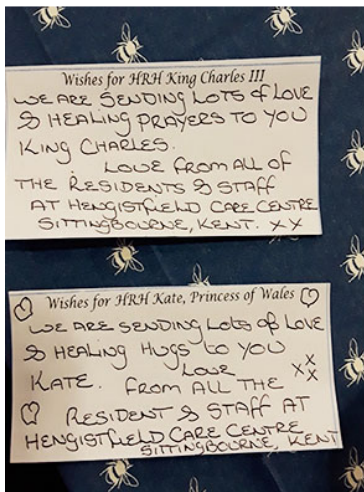 Wishes for HRH King Charles III
WE ARE SENDING LOTS of LOVE
& HEALING PRAYERS TO YOU
KING CHARLES.
LOVE FROM ALL OF
THE RESIDENTS & STAFF
AT HENGISTFIELD CARE CENTRE
SITTINGBOURNE, KENT. XX
Wishes for HRH Kate, Princess of Wales
WE ARE SENDING LOTS of LOVE
& HEALING HUGS TO YOU
KATE. LOVE XXX
FROM ALL THE
RESIDENT & STAFF AT
HENGISTFIELD CARE CENTRE
SITTINGBOURNE, KENT